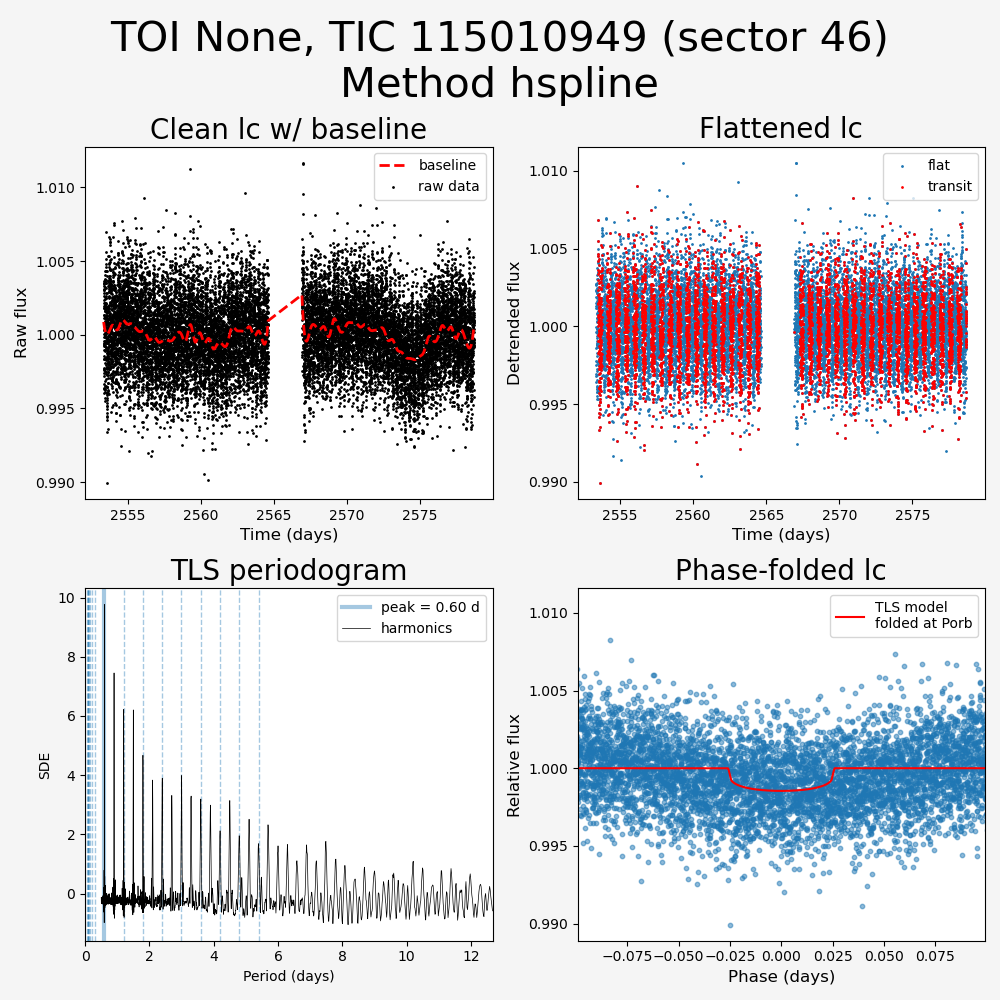 TOI None, TIC 115010949 (sector 46)
Method hspline
Clean lc w/ baseline
Flattened lc
baseline
raw data
flat
transit
1.010
1.005
1.000
0.995
0.990
Raw flux
2555 2560 2565 2570 2575
Time (days)
1.010
1.005
1.000
0.995
0.990
Detrended flux
2555 2560 2565 2570 2575
Time (days)
TLS periodogram
Phase-folded lc
peak = 0.60 d
harmonics
TLS model
folded at Porb
10
8
6
4
2
0
SDE
0 2 4 6 8 10 12
Period (days)
1.010
1.005
1.000
0.995
0.990
Relative flux
−0.075 −0.050 −0.025 0.000 0.025 0.050 0.075
Phase (days)